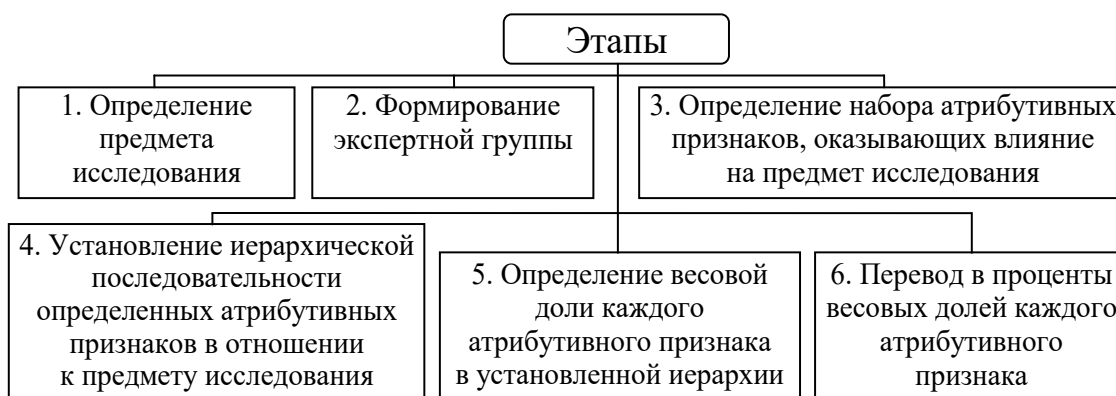 Этапы
1. Определение
предмета
исследования
2. Формирование
экспертной группы
3. Определение набора атрибутивных
признаков, оказывающих влияние
на предмет исследования
4. Установление иерархической
последовательности
определенных атрибутивных
признаков в отношении
к предмету исследования
5. Определение весовой
доли каждого
атрибутивного признака
в установленной иерархии
6. Перевод в проценты
весовых долей каждого
атрибутивного
признака